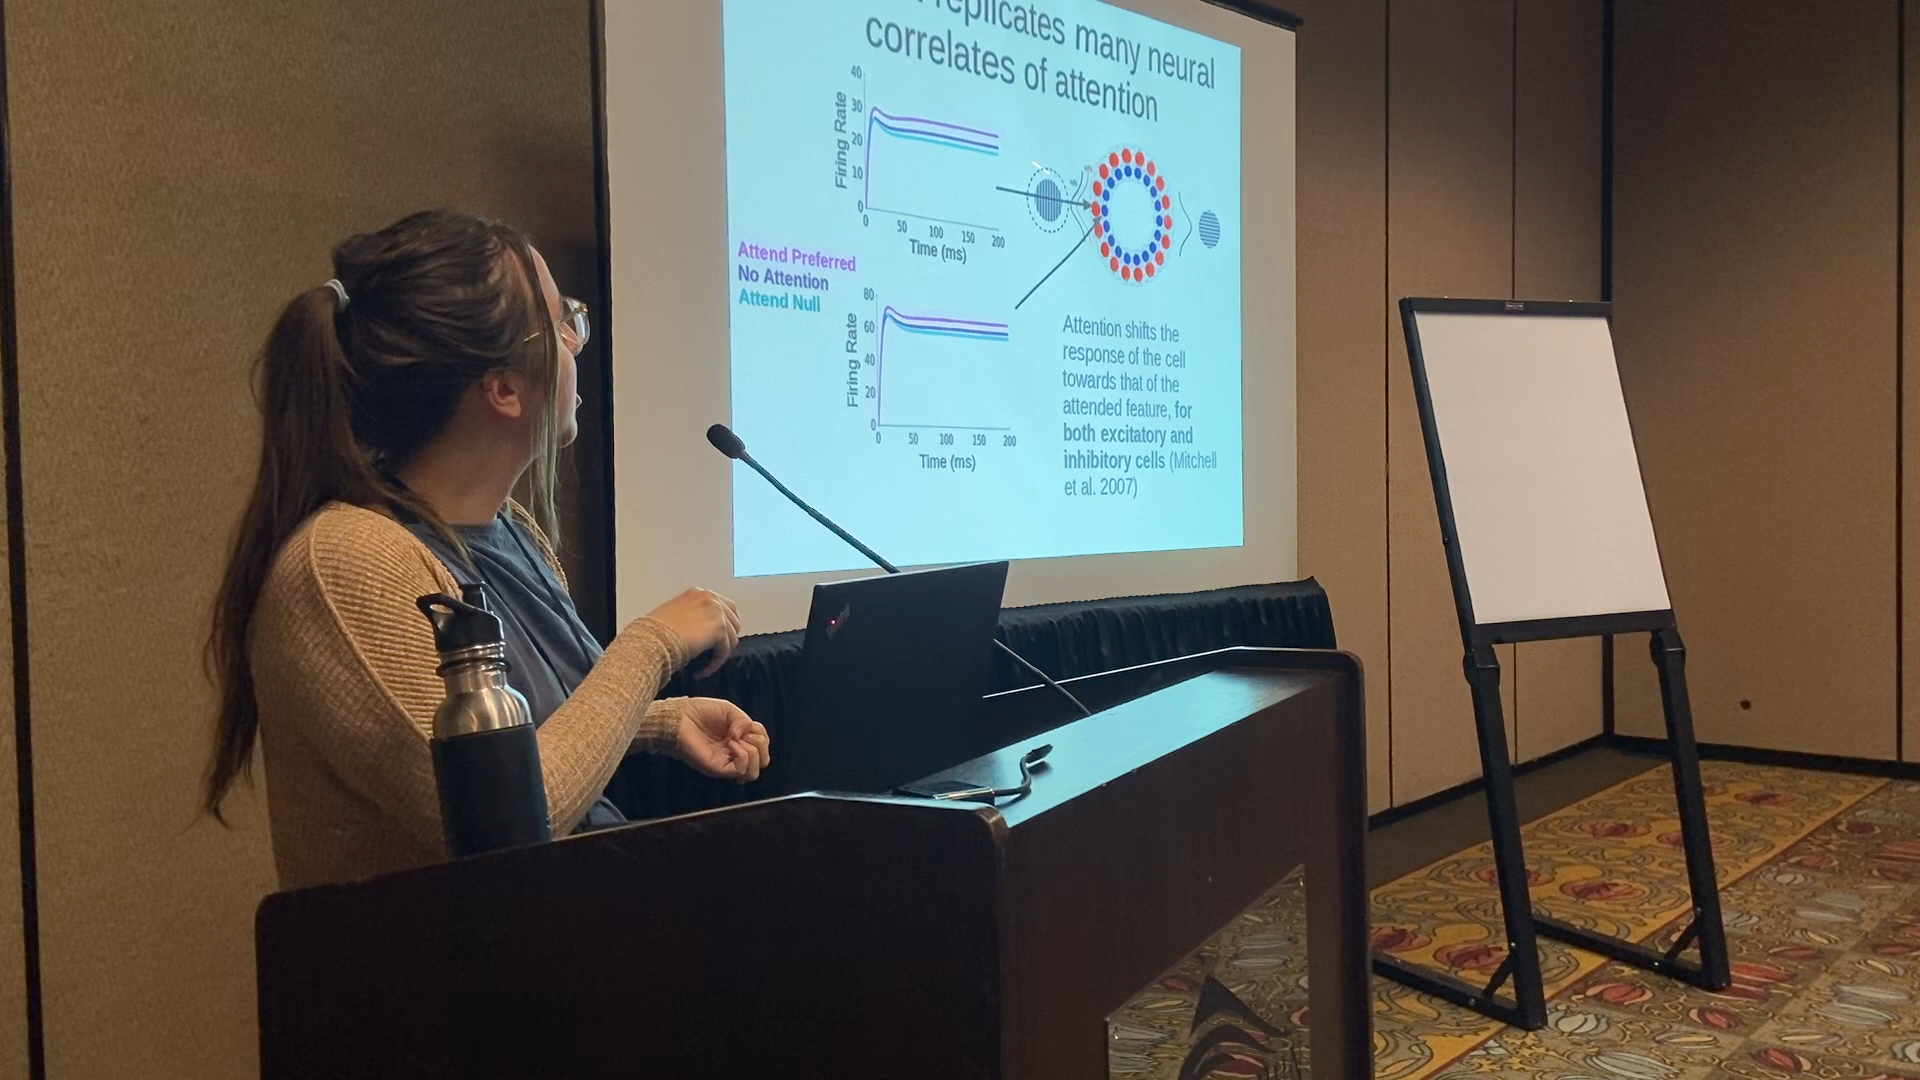 replicates many neural
correlates of attention
40
30
20
10
0
Firing Rate
0 50 100 150 200
Time (ms)
Attend Preferred
No Attention
Attend Null
80
60
40
20
0
Firing Rate
0 50 100 150 200
Time (ms)
Attention shifts the
response of the cell
towards that of the
attended feature, for
both excitatory and
inhibitory cells (Mitchell
et al. 2007)